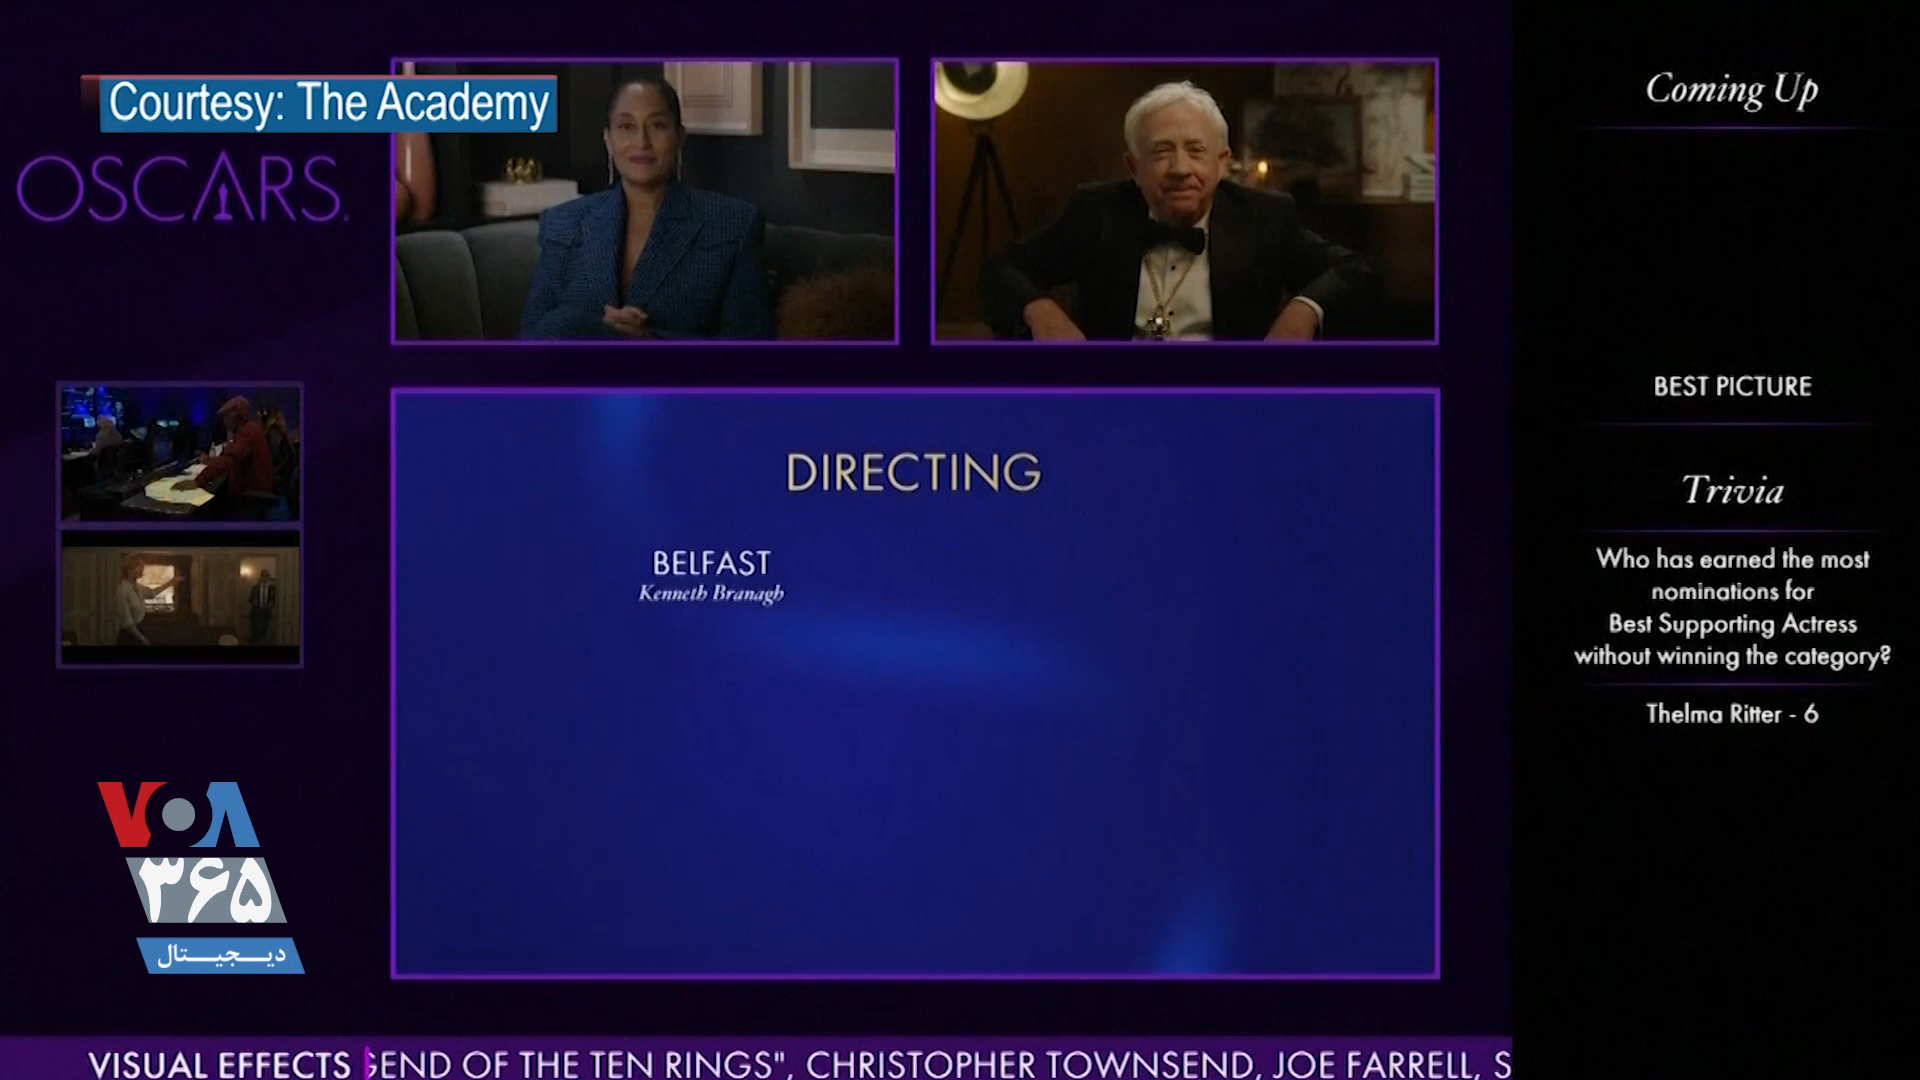 Courtesy: The Academy
OSCARS.
DIRECTING
BELFAST
Kenneth Branagh
Coming Up
BEST PICTURE
Trivia
Who has earned the most
nominations for
Best Supporting Actress
without winning the category?
Thelma Ritter - 6
VOA
۳۶۵
دیجیتال
VISUAL EFFECTS GEND OF THE TEN RINGS", CHRISTOPHER TOWNSEND, JOE FARRELL, S